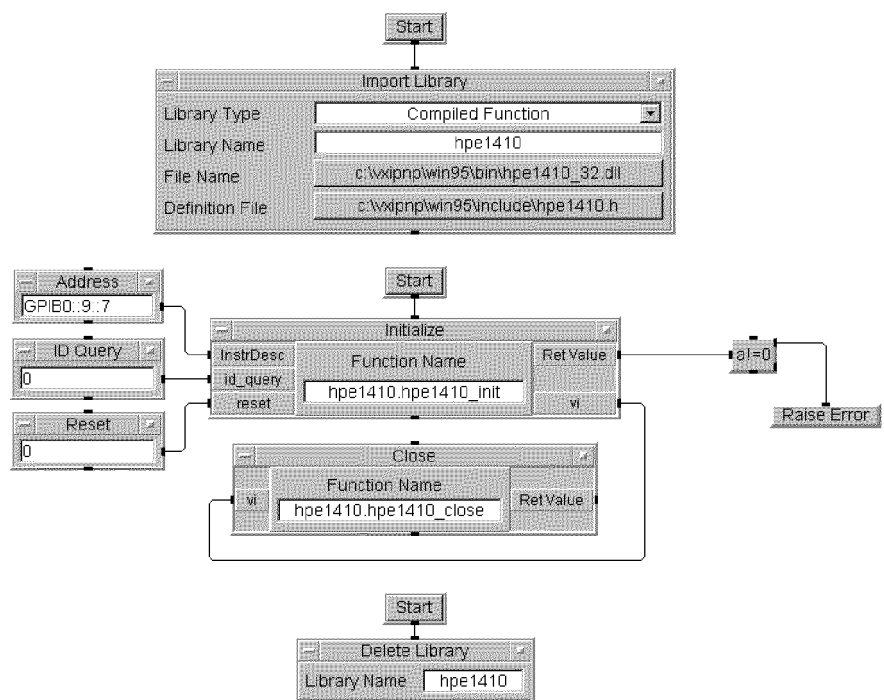 Start
Import Library
Library Type Compiled Function
Library Name hpe1410
File Name c:\vxipnp\win95\bin\hpe1410_32.dll
Definition File c:\vxipnp\win95\include\hpe1410.h
Start
Address
GPIB0::9::7
ID Query
0
Reset
0
Initialize
InstrDesc
id_query
reset
Function Name
hpe1410.hpe1410_init
Ret Value
vi
a!=0
Raise Error
Close
vi
Function Name
hpe1410.hpe1410_close
Ret Value
Start
Delete Library
Library Name hpe1410